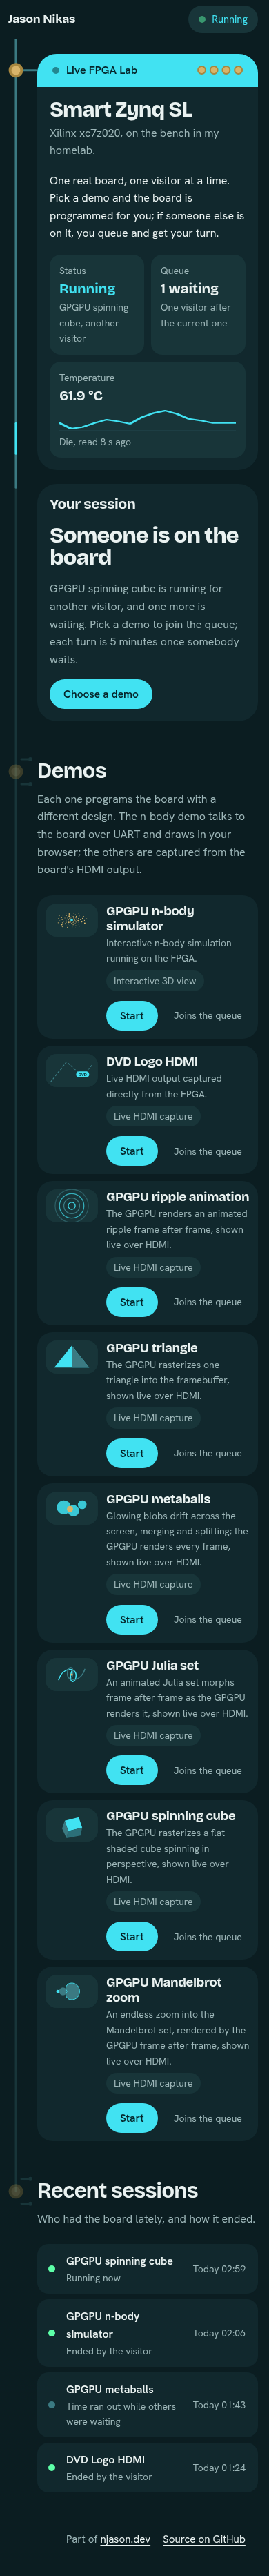 Jason Nikas
Running
Live FPGA Lab
Smart Zynq SL
Xilinx xc7z020, on the bench in my
homelab.
One real board, one visitor at a time.
Pick a demo and the board is
programmed for you; if someone else is
on it, you queue and get your turn.
Status
Running
GPGPU spinning
cube, another
visitor
Queue
1 waiting
One visitor after
the current one
Temperature
61.9 °C
Die, read 8 s ago
Your session
Someone is on the
board
GPGPU spinning cube is running for
another visitor, and one more is
waiting. Pick a demo to join the queue;
each turn is 5 minutes once somebody
waits.
Choose a demo
Demos
Each one programs the board with a
different design. The n-body demo talks to
the board over UART and draws in your
browser; the others are captured from the
board's HDMI output.
GPGPU n-body
simulator
Interactive n-body simulation
running on the FPGA.
Interactive 3D view
Start
Joins the queue
DVD
DVD Logo HDMI
Live HDMI output captured
directly from the FPGA.
Live HDMI capture
Start
Joins the queue
GPGPU ripple animation
The GPGPU renders an animated
ripple frame after frame, shown
live over HDMI.
Live HDMI capture
Start
Joins the queue
GPGPU triangle
The GPGPU rasterizes one
triangle into the framebuffer,
shown live over HDMI.
Live HDMI capture
Start
Joins the queue
GPGPU metaballs
Glowing blobs drift across the
screen, merging and splitting; the
GPGPU renders every frame,
shown live over HDMI.
Live HDMI capture
Start
Joins the queue
GPGPU Julia set
An animated Julia set morphs
frame after frame as the GPGPU
renders it, shown live over HDMI.
Live HDMI capture
Start
Joins the queue
GPGPU spinning cube
The GPGPU rasterizes a flat-
shaded cube spinning in
perspective, shown live over
HDMI.
Live HDMI capture
Start
Joins the queue
GPGPU Mandelbrot
zoom
An endless zoom into the
Mandelbrot set, rendered by the
GPGPU frame after frame, shown
live over HDMI.
Live HDMI capture
Start
Joins the queue
Recent sessions
Who had the board lately, and how it ended.
GPGPU spinning cube
Running now
Today 02:59
GPGPU n-body
simulator
Ended by the visitor
Today 02:06
GPGPU metaballs
Time ran out while others
were waiting
Today 01:43
DVD Logo HDMI
Ended by the visitor
Today 01:24
Part of njason.dev
Source on GitHub